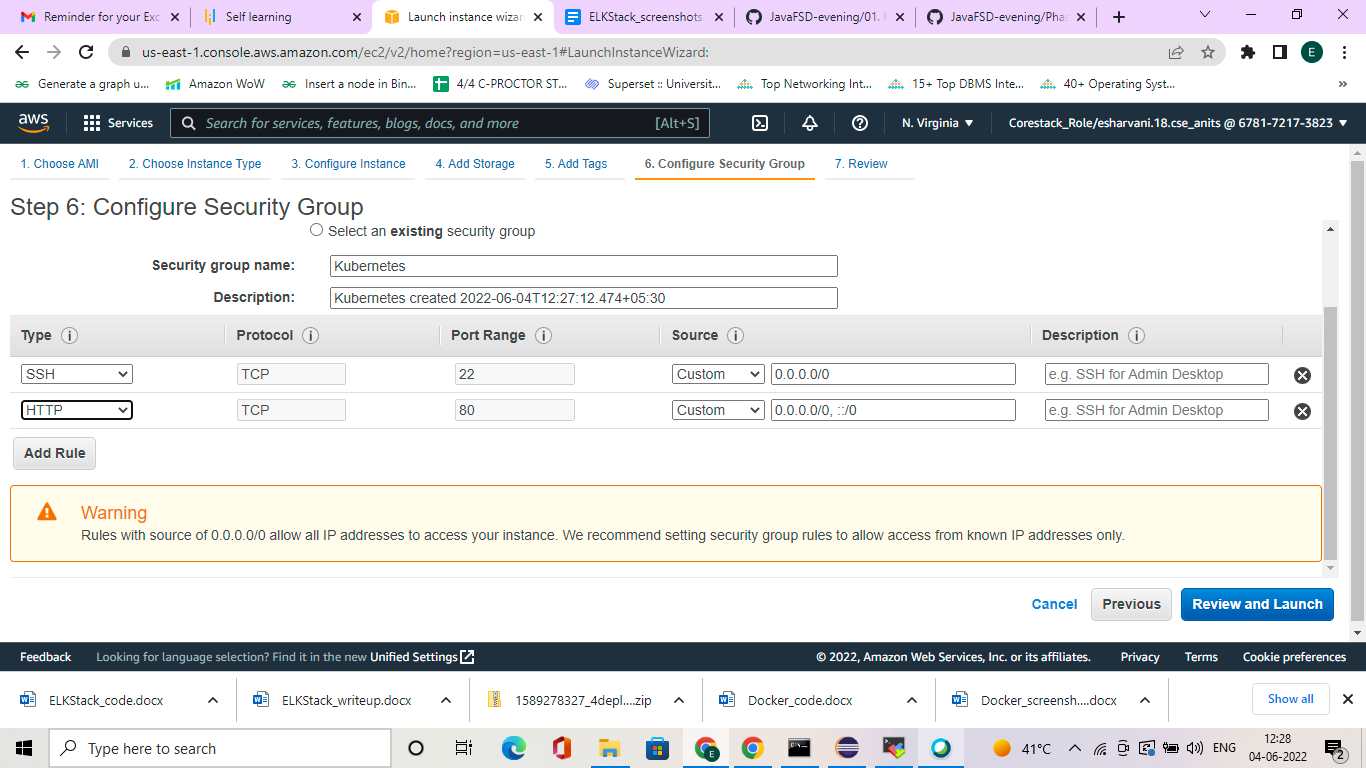 Reminder for your Exc
Self learning
Launch instance wizar
ELKStack_screenshots
JavaFSD-evening/01.
JavaFSD-evening/Pha
us-east-1.console.aws.amazon.com/ec2/v2/home?region=us-east-1#LaunchInstanceWizard:
E
Generate a graph u...
Amazon WoW
Insert a node in Bin...
4/4 C-PROCTOR ST...
Superset :: Universit...
Top Networking Int...
15+ Top DBMS Inte...
40+ Operating Syst...
aws
Services
Search for services, features, blogs, docs, and more
[Alt+S]
N. Virginia
Corestack_Role/esharvani.18.cse_anits @ 6781-7217-3823
1. Choose AMI
2. Choose Instance Type
3. Configure Instance
4. Add Storage
5. Add Tags
6. Configure Security Group
7. Review
Step 6: Configure Security Group
Select an existing security group
Security group name:
Kubernetes
Description:
Kubernetes created 2022-06-04T12:27:12.474+05:30
Type
Protocol
Port Range
Source
Description
SSH
TCP
22
Custom
0.0.0.0/0
e.g. SSH for Admin Desktop
HTTP
TCP
80
Custom
0.0.0.0/0, ::/0
e.g. SSH for Admin Desktop
Add Rule
Warning
Rules with source of 0.0.0.0/0 allow all IP addresses to access your instance. We recommend setting security group rules to allow access from known IP addresses only.
Cancel
Previous
Review and Launch
Feedback
Looking for language selection? Find it in the new Unified Settings
© 2022, Amazon Web Services, Inc. or its affiliates.
Privacy
Terms
Cookie preferences
ELKStack_code.docx
ELKStack_writeup.docx
1589278327_4depl....zip
Docker_code.docx
Docker_screensh....docx
Show all
Type here to search
E
41°C
ENG
12:28
04-06-2022
2